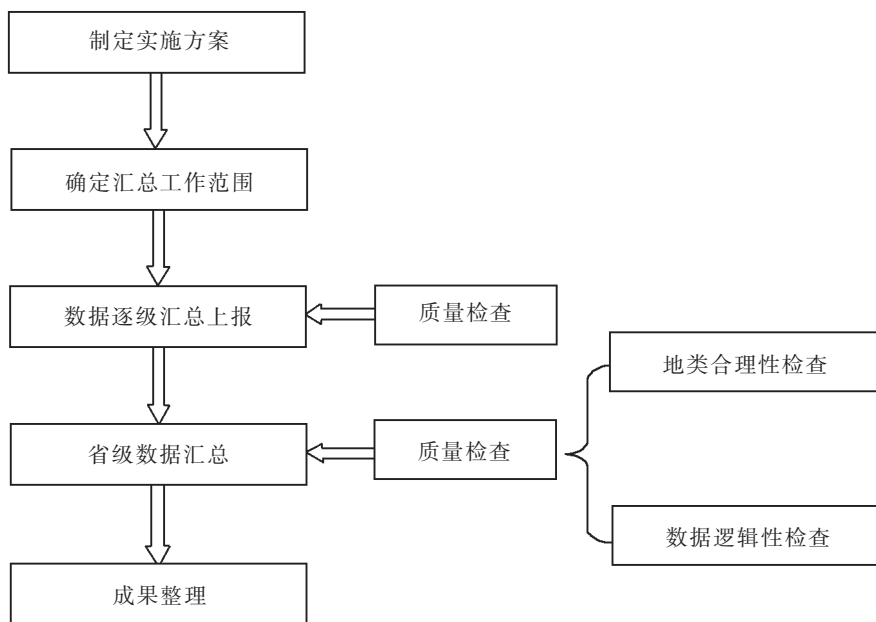 制定实施方案
确定汇总工作范围
数据逐级汇总上报
质量检查
地类合理性检查
省级数据汇总
质量检查
数据逻辑性检查
成果整理